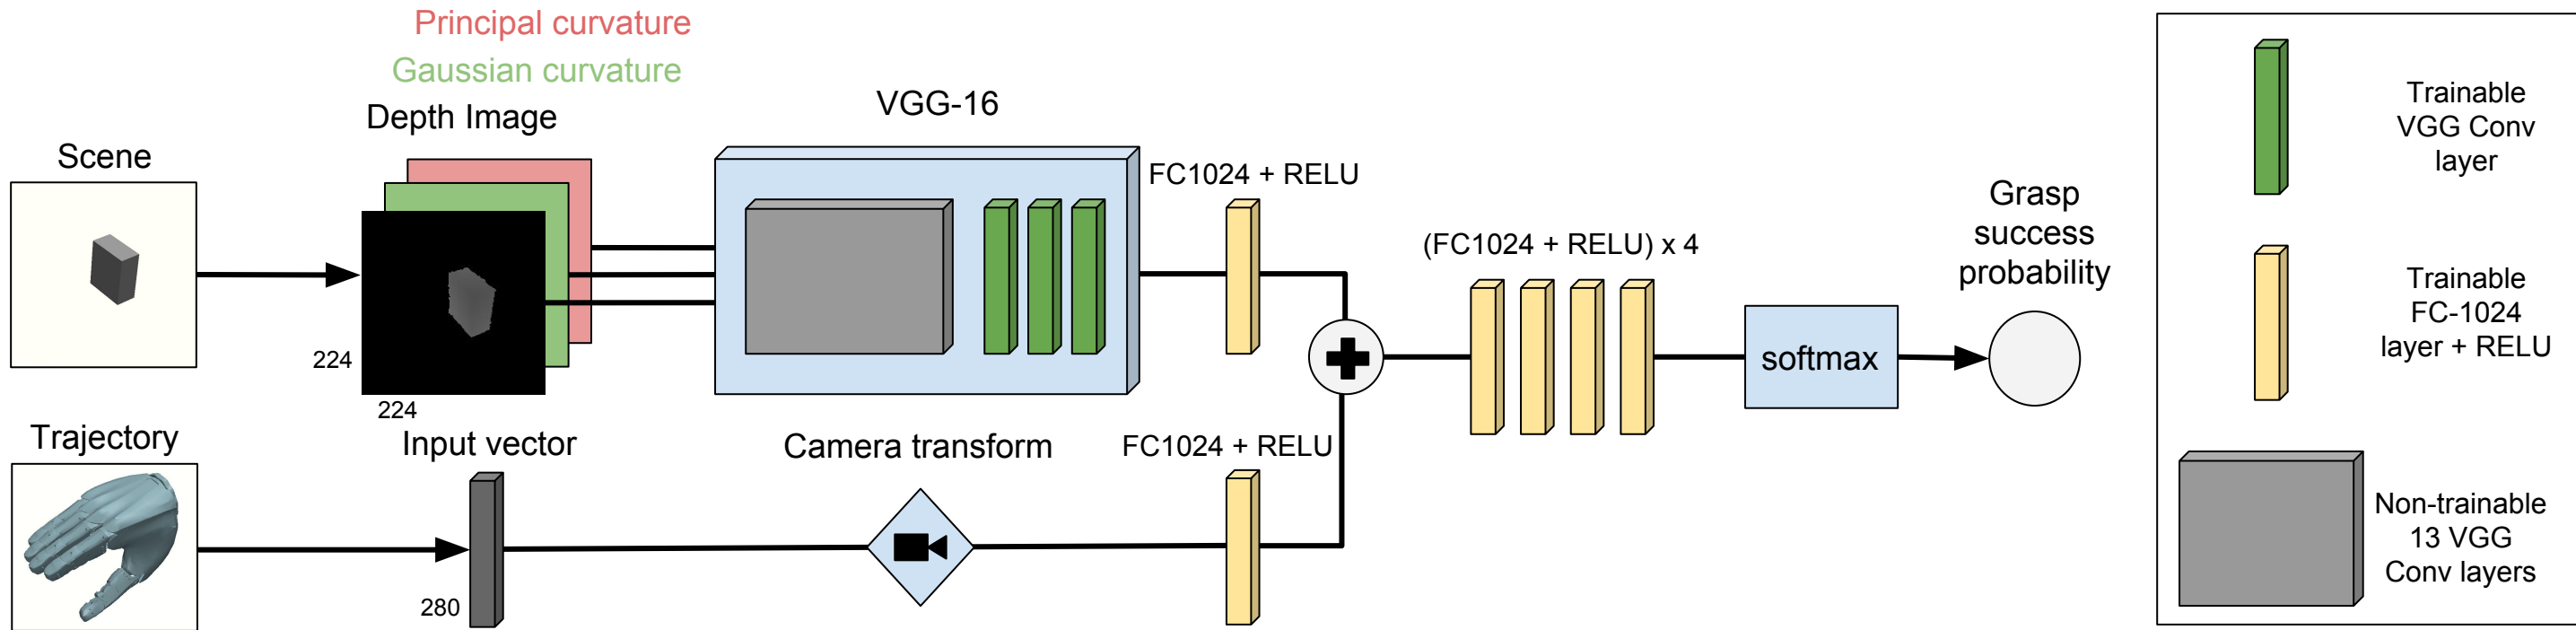 Principal curvature
Gaussian curvature
Depth Image
Scene
224
224
VGG-16
FC1024 + RELU
Trajectory
Input vector
280
Camera transform
FC1024 + RELU
(FC1024 + RELU) x 4
softmax
Grasp
success
probability
Trainable
VGG Conv
layer
Trainable
FC-1024
layer + RELU
Non-trainable
13 VGG
Conv layers